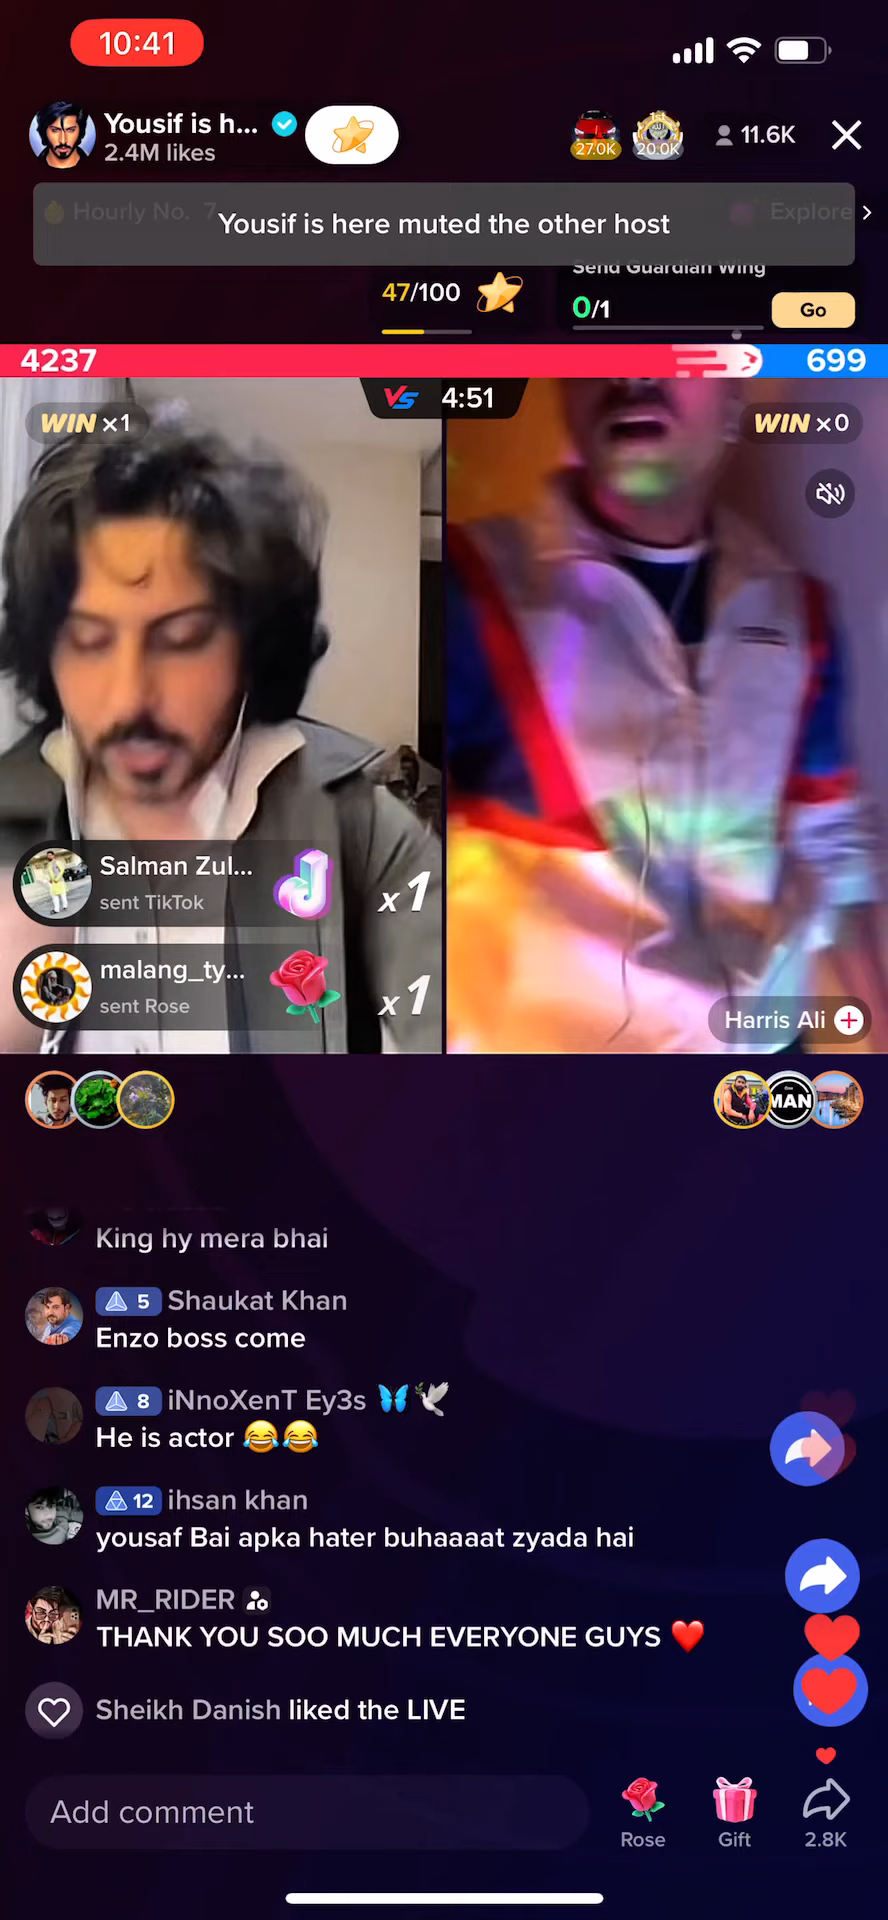 10:41
Yousif is h...
2.4M likes
27.0K
20.0K
11.6K
Hourly No. 7
Explore
Yousif is here muted the other host
47/100
Send Guardian Wing
0/1
Go
4237
699
VS 4:51
WIN x1
WIN x0
Salman Zul...
sent TikTok
x1
malang_ty...
sent Rose
x1
Harris Ali
MAN
King hy mera bhai
5 Shaukat Khan
Enzo boss come
8 iNnoXenT Ey3s 🦋🕊️
He is actor 😂😂
12 ihsan khan
yousaf Bai apka hater buhaaaat zyada hai
MR_RIDER
THANK YOU SOO MUCH EVERYONE GUYS ❤️
Sheikh Danish liked the LIVE
Add comment
Rose
Gift
2.8K